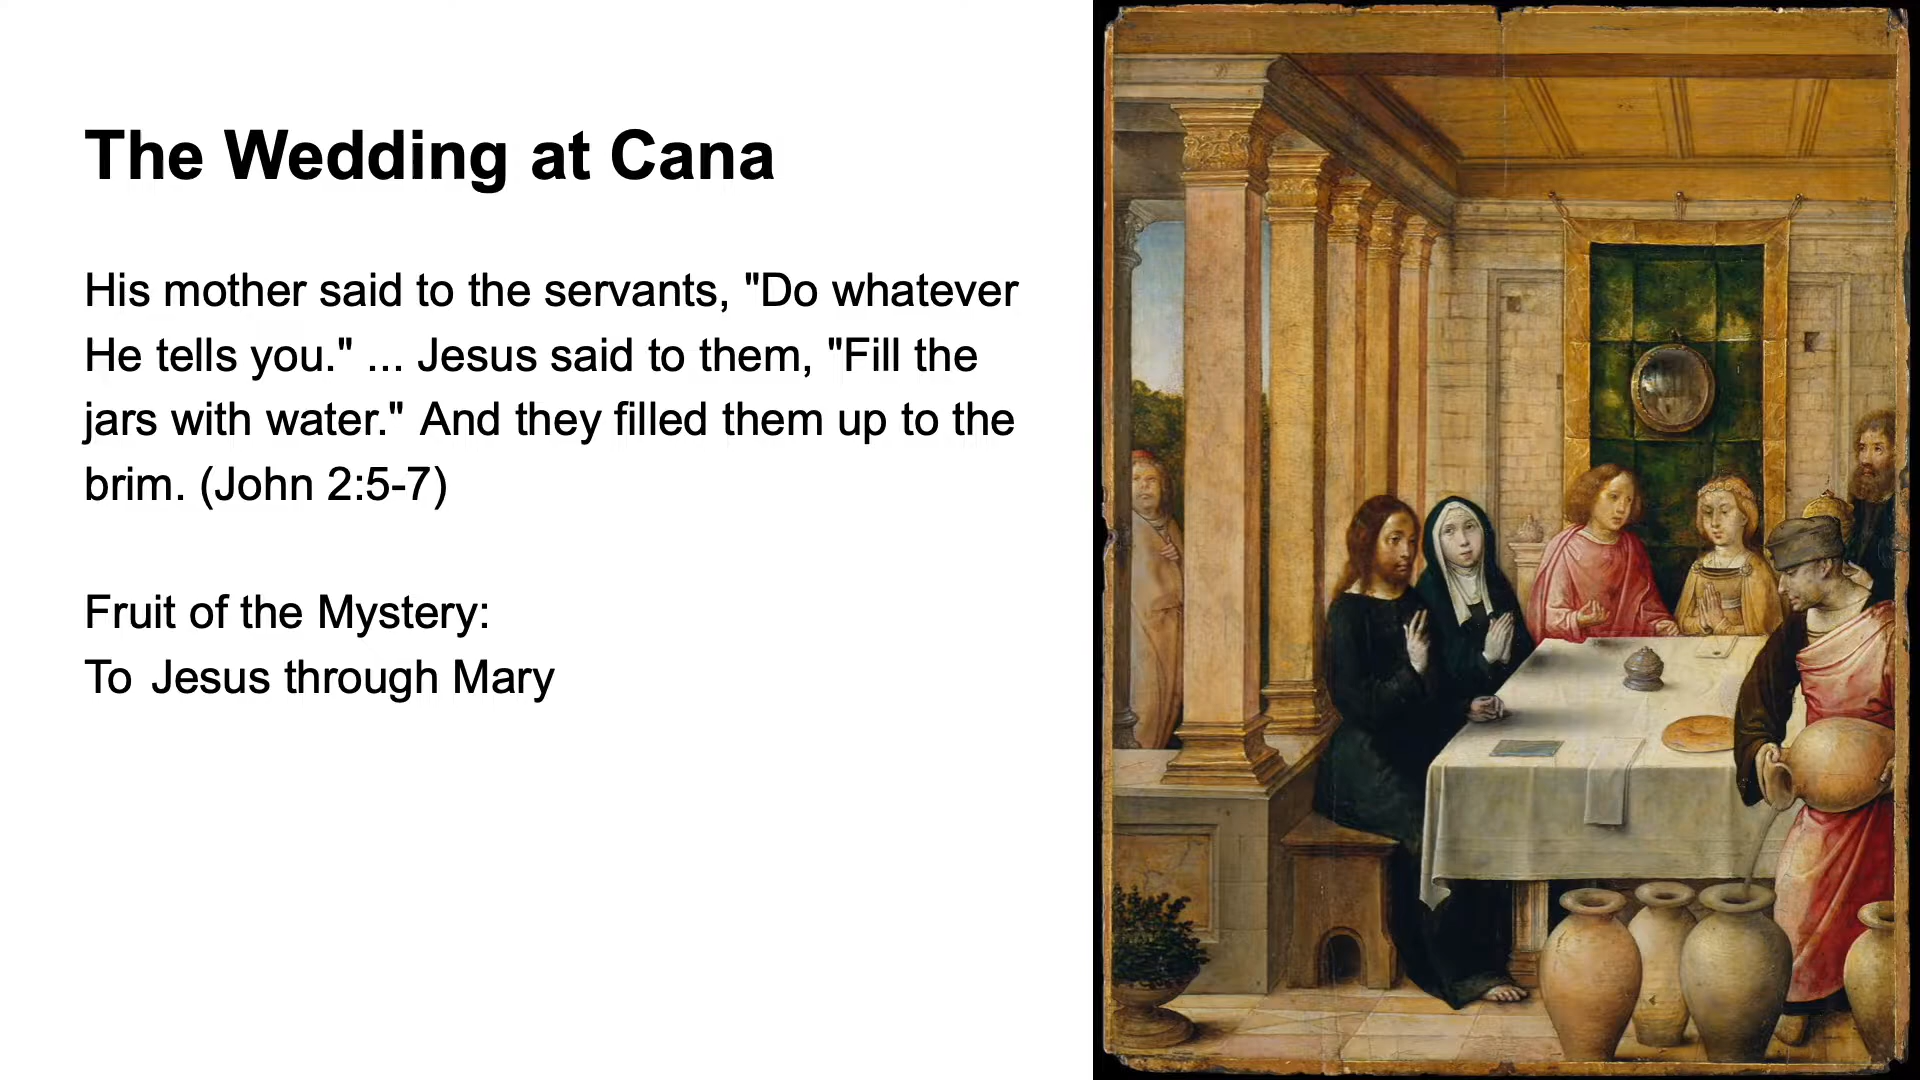 The Wedding at Cana
His mother said to the servants, "Do whatever
He tells you." ... Jesus said to them, "Fill the
jars with water." And they filled them up to the
brim. (John 2:5-7)
Fruit of the Mystery:
To Jesus through Mary